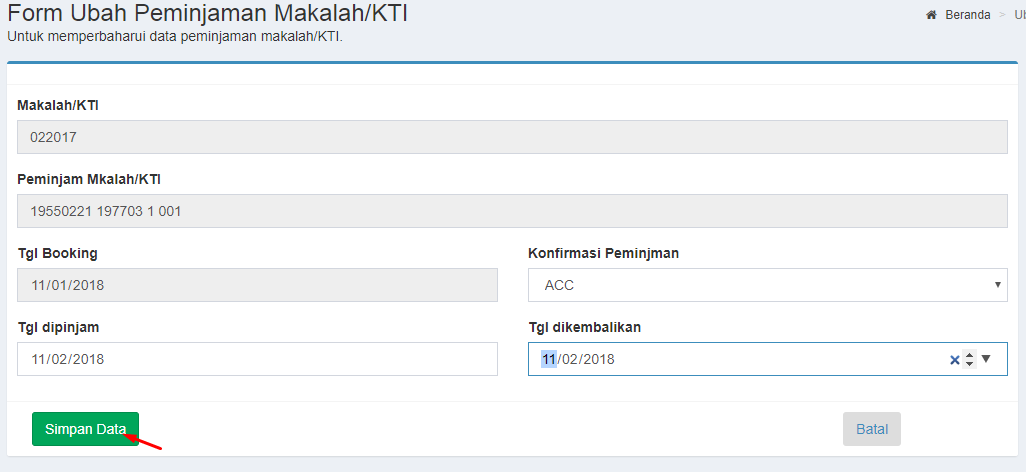 Form Ubah Peminjaman Makalah/KTI
Beranda > Ub
Untuk memperbaharui data peminjaman makalah/KTI.
Makalah/KTI
022017
Peminjam Mkalah/KTI
19550221 197703 1 001
Tgl Booking
Konfirmasi Peminjman
11/01/2018
ACC
Tgl dipinjam
Tgl dikembalikan
11/02/2018
11/02/2018
Simpan Data
Batal